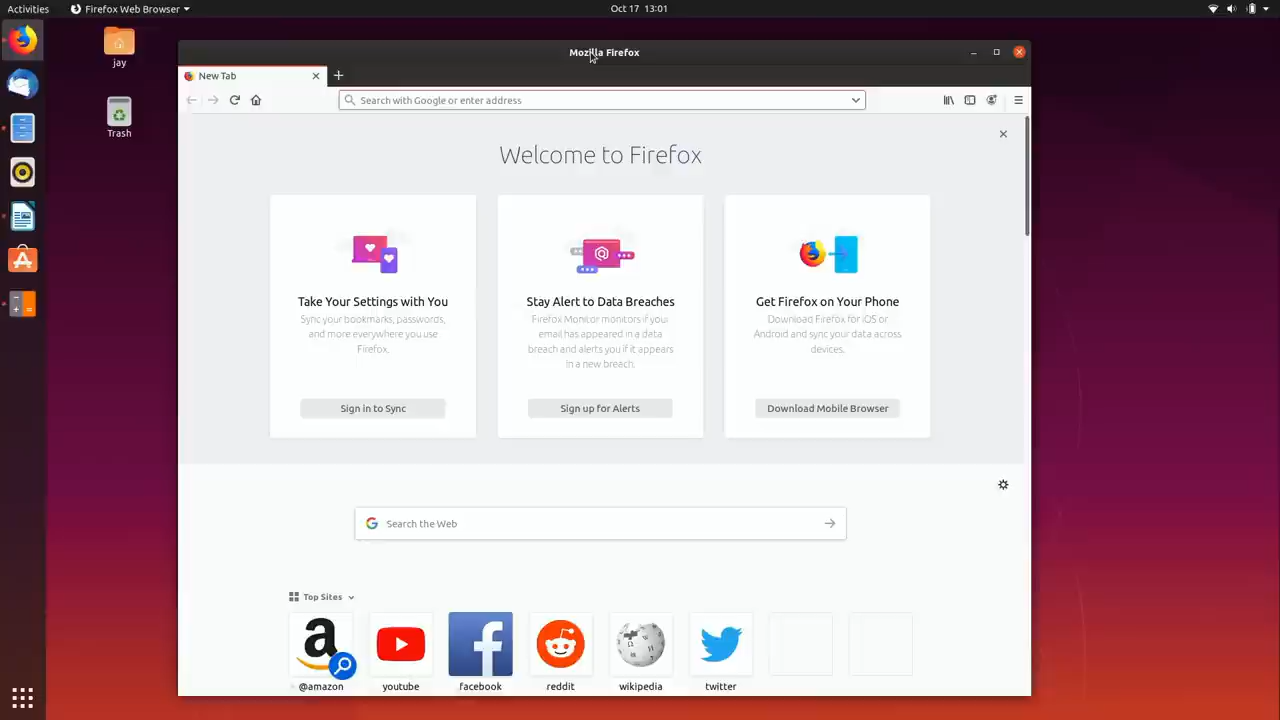 Activities
Firefox Web Browser
Oct 17 13:01
jay
Trash
Mozilla Firefox
New Tab
Search with Google or enter address
Welcome to Firefox
Take Your Settings with You
Sync your bookmarks, passwords,
and more everywhere you use
Firefox.
Sign in to Sync
Stay Alert to Data Breaches
Firefox Monitor monitors if your
email has appeared in a data
breach and alerts you if it appears
in a new breach.
Sign up for Alerts
Get Firefox on Your Phone
Download Firefox for iOS or
Android and sync your data across
devices.
Download Mobile Browser
Search the Web
Top Sites
@amazon
youtube
facebook
reddit
wikipedia
twitter